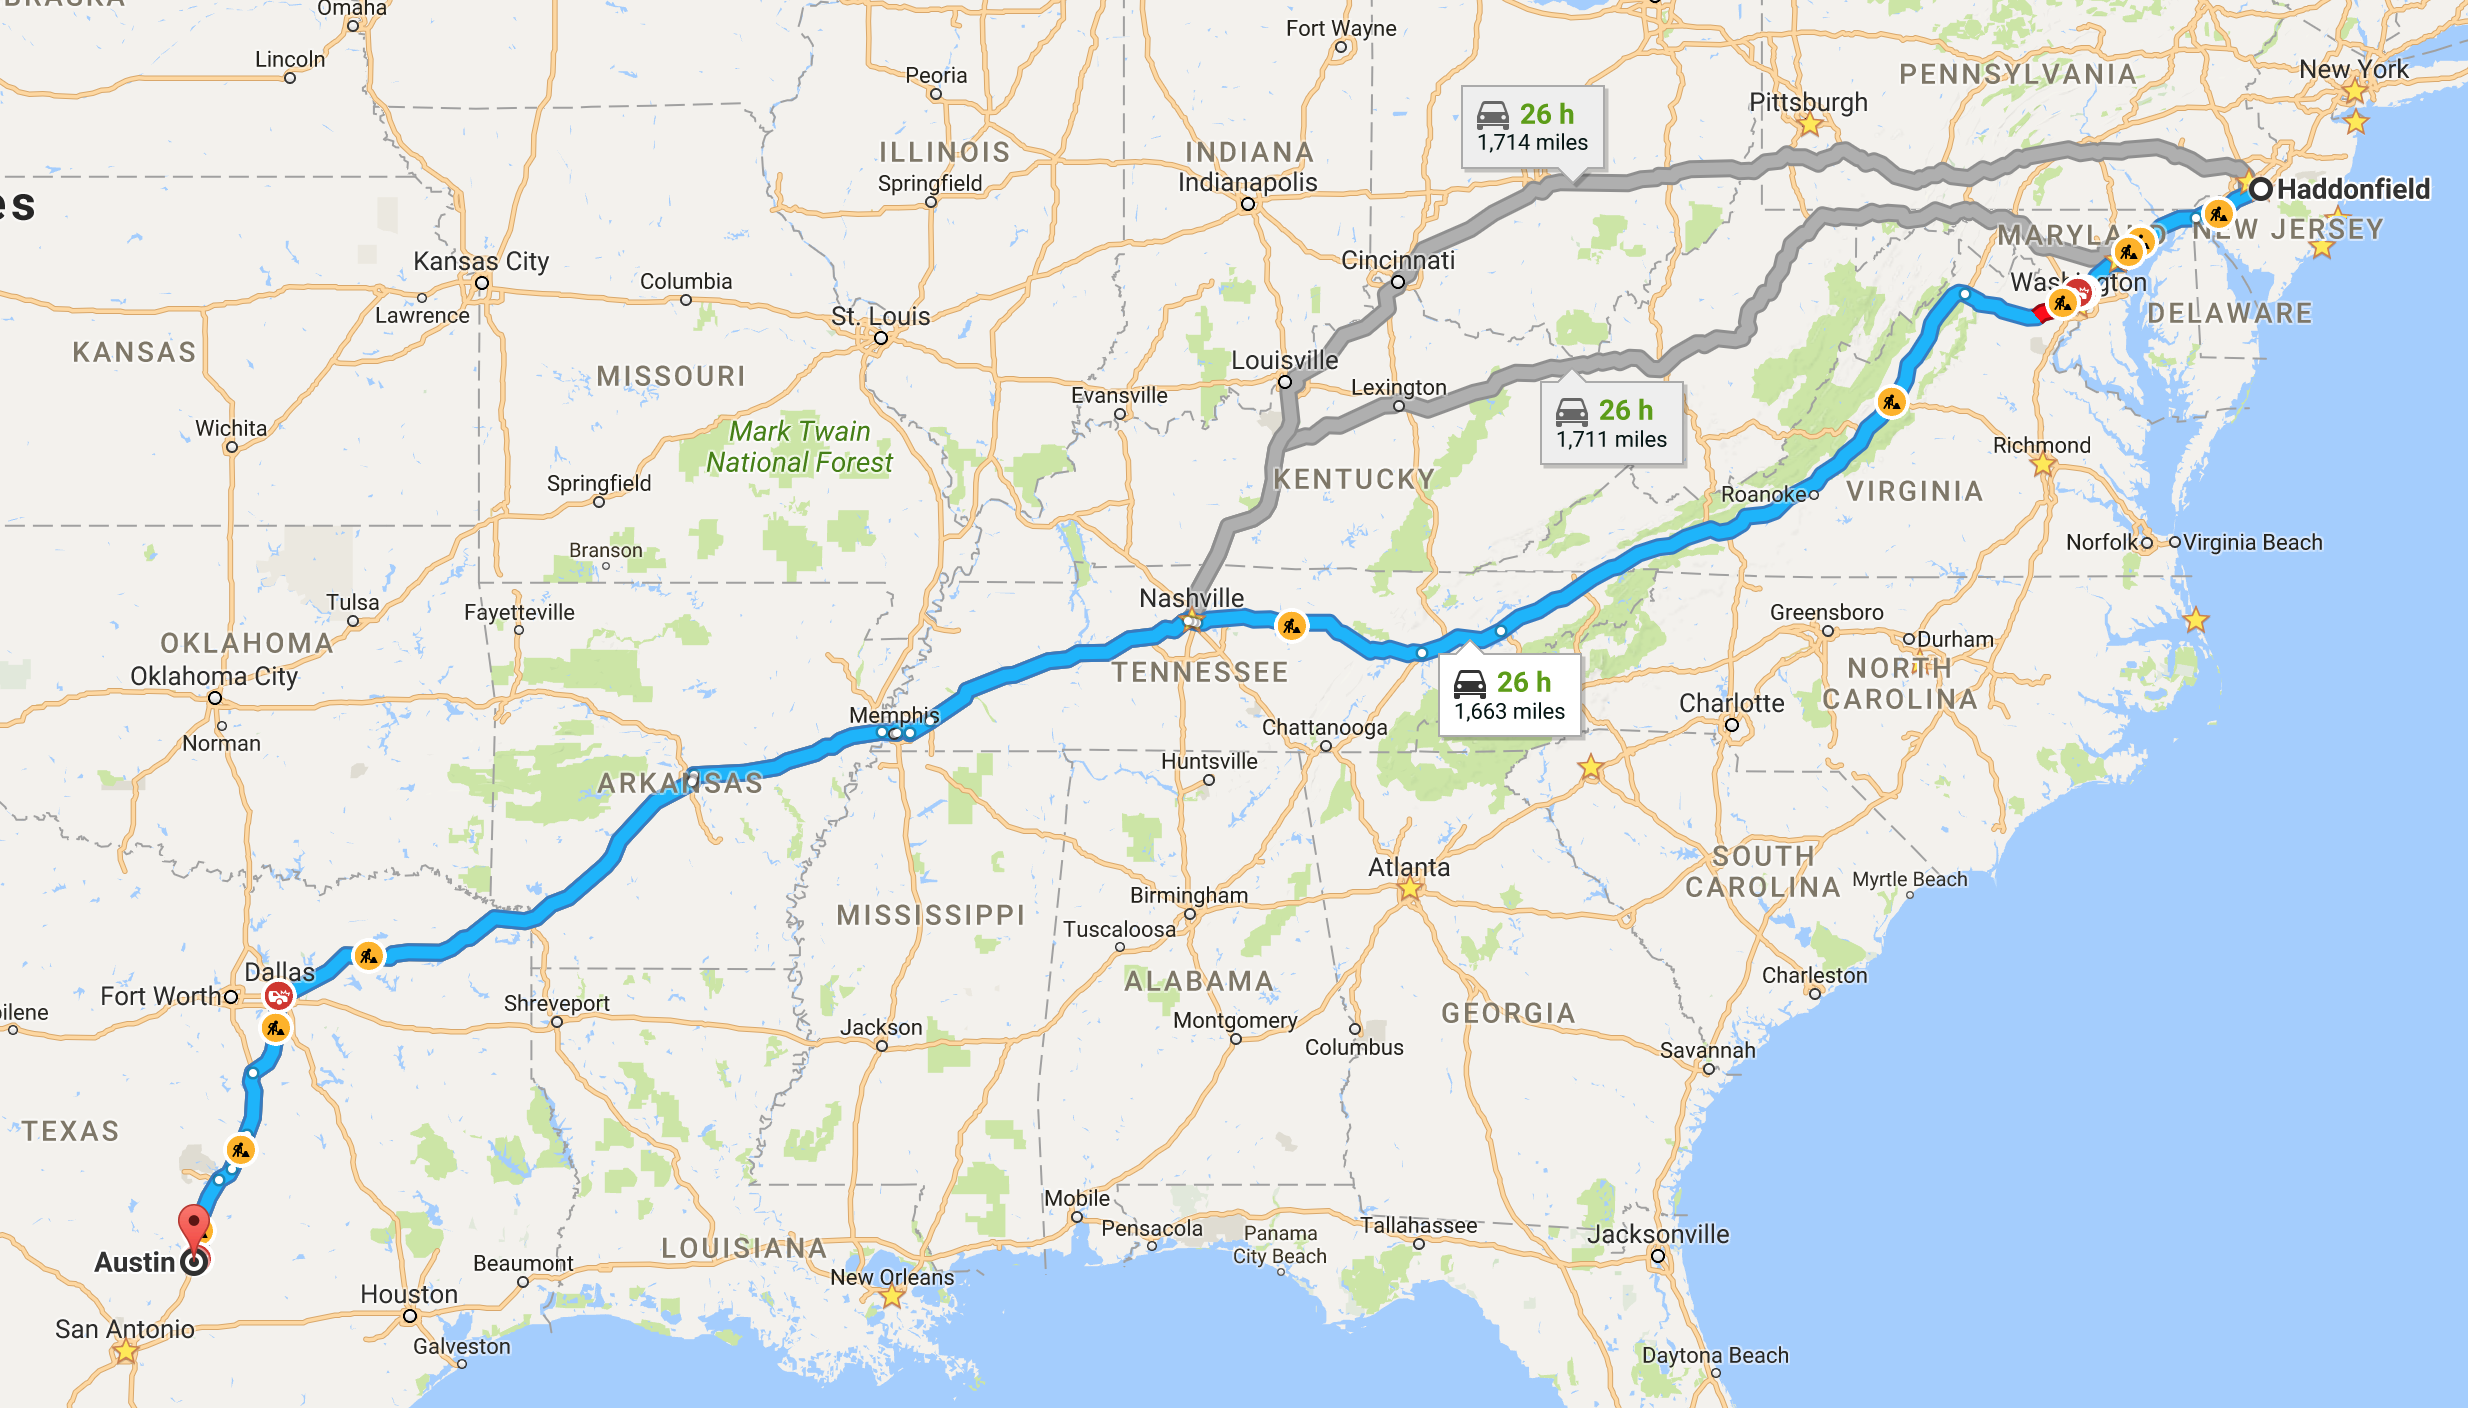 BRASKA
Omaha
Lincoln
Fort Wayne
Peoria
New York
PENNSYLVANIA
Pittsburgh
26 h
1,714 miles
ILLINOIS
Springfield
INDIANA
Indianapolis
es
Haddonfield
MARYLAND
NEW JERSEY
Kansas City
Lawrence
Columbia
St. Louis
Cincinnati
Washington
DELAWARE
KANSAS
MISSOURI
Louisville
Evansville
Lexington
26 h
1,711 miles
Wichita
Mark Twain
National Forest
Richmond
Springfield
KENTUCKY
Roanoke
VIRGINIA
Branson
Norfolk
Virginia Beach
Tulsa
Fayetteville
Nashville
Greensboro
Durham
OKLAHOMA
Oklahoma City
TENNESSEE
26 h
1,663 miles
NORTH
CAROLINA
Norman
Memphis
Chattanooga
Charlotte
ARKANSAS
Huntsville
Atlanta
SOUTH
CAROLINA
Myrtle Beach
Birmingham
MISSISSIPPI
Tuscaloosa
Dallas
Fort Worth
ALABAMA
Charleston
bilene
Shreveport
Jackson
Montgomery
GEORGIA
Columbus
Savannah
TEXAS
Mobile
Pensacola
Panama
City Beach
Tallahassee
Jacksonville
Austin
LOUISIANA
Beaumont
New Orleans
Houston
San Antonio
Galveston
Daytona Beach